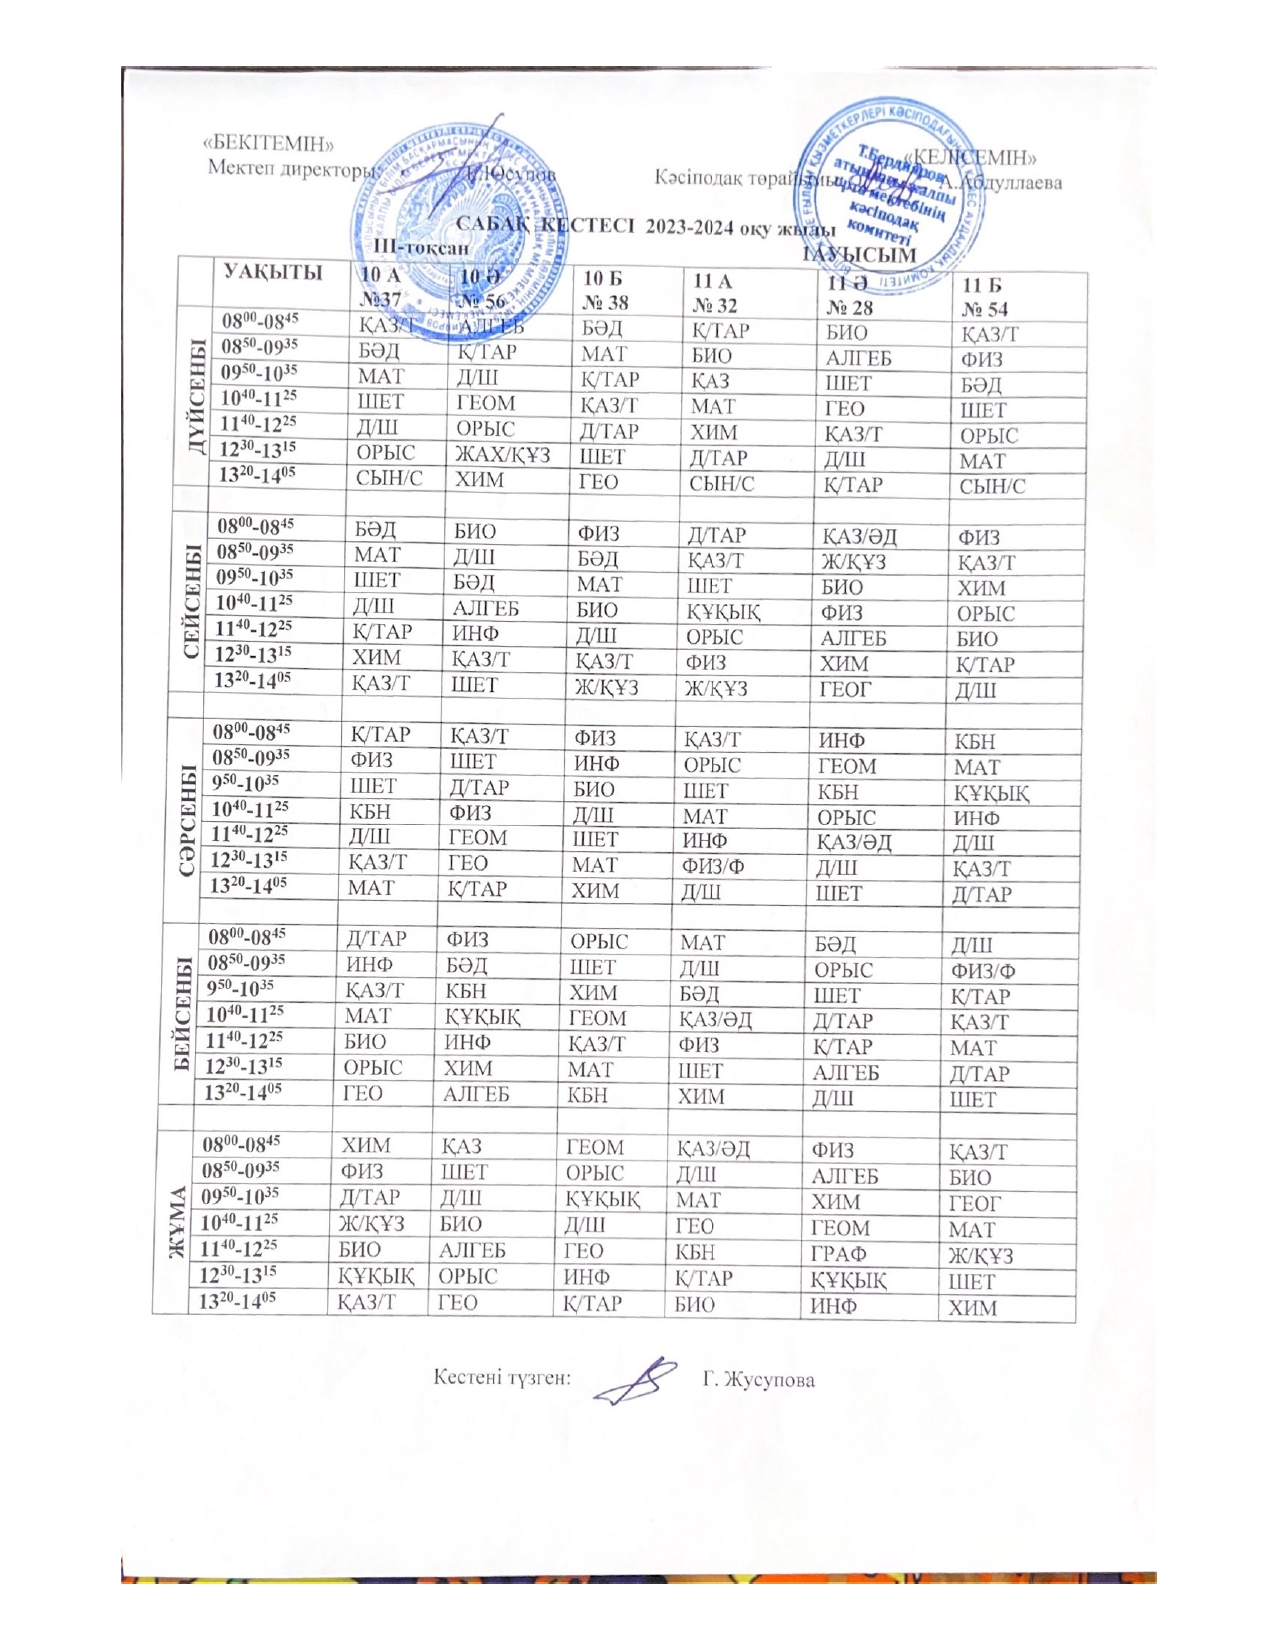 «БЕКІТЕМІН»
«КЕЛІСЕМІН»
Мектеп директоры Юсупов Кәсіподақ төрайымы А.Абдуллаева
Т.Бердияров
атындағы жалпы
орта мектебінің
кәсіподақ
комитеті
САБАҚ КЕСТЕСІ 2023-2024 оқу жылы
ІІІ-тоқсан ІАУЫСЫМ
УАҚЫТЫ 10 А 10 Ә 10 Б 11 А 11 Ә 11 Б
№37 № 56 № 38 № 32 № 28 № 54
ДҮЙСЕНБІ
08⁰⁰-08⁴⁵ ҚАЗ/Т АЛГЕБ БӘД Қ/ТАР БИО ҚАЗ/Т
08⁵⁰-09³⁵ БӘД Қ/ТАР МАТ БИО АЛГЕБ ФИЗ
09⁵⁰-10³⁵ МАТ Д/Ш Қ/ТАР ҚАЗ ШЕТ БӘД
10⁴⁰-11²⁵ ШЕТ ГЕОМ ҚАЗ/Т МАТ ГЕО ШЕТ
11⁴⁰-12²⁵ Д/Ш ОРЫС Д/ТАР ХИМ ҚАЗ/Т ОРЫС
12³⁰-13¹⁵ ОРЫС ЖАХ/ҚҰЗ ШЕТ Д/ТАР Д/Ш МАТ
13²⁰-14⁰⁵ СЫН/С ХИМ ГЕО СЫН/С Қ/ТАР СЫН/С
СЕЙСЕНБІ
08⁰⁰-08⁴⁵ БӘД БИО ФИЗ Д/ТАР ҚАЗ/ӘД ФИЗ
08⁵⁰-09³⁵ МАТ Д/Ш БӘД ҚАЗ/Т Ж/ҚҰЗ ҚАЗ/Т
09⁵⁰-10³⁵ ШЕТ БӘД МАТ ШЕТ БИО ХИМ
10⁴⁰-11²⁵ Д/Ш АЛГЕБ БИО ҚҰҚЫҚ ФИЗ ОРЫС
11⁴⁰-12²⁵ Қ/ТАР ИНФ Д/Ш ОРЫС АЛГЕБ БИО
12³⁰-13¹⁵ ХИМ ҚАЗ/Т ҚАЗ/Т ФИЗ ХИМ Қ/ТАР
13²⁰-14⁰⁵ ҚАЗ/Т ШЕТ Ж/ҚҰЗ Ж/ҚҰЗ ГЕОГ Д/Ш
СӘРСЕНБІ
08⁰⁰-08⁴⁵ Қ/ТАР ҚАЗ/Т ФИЗ ҚАЗ/Т ИНФ КБН
08⁵⁰-09³⁵ ФИЗ ШЕТ ИНФ ОРЫС ГЕОМ МАТ
9⁵⁰-10³⁵ ШЕТ Д/ТАР БИО ШЕТ КБН ҚҰҚЫҚ
10⁴⁰-11²⁵ КБН ФИЗ Д/Ш МАТ ОРЫС ИНФ
11⁴⁰-12²⁵ Д/Ш ГЕОМ ШЕТ ИНФ ҚАЗ/ӘД Д/Ш
12³⁰-13¹⁵ ҚАЗ/Т ГЕО МАТ ФИЗ/Ф Д/Ш ҚАЗ/Т
13²⁰-14⁰⁵ МАТ Қ/ТАР ХИМ Д/Ш ШЕТ Д/ТАР
БЕЙСЕНБІ
08⁰⁰-08⁴⁵ Д/ТАР ФИЗ ОРЫС МАТ БӘД Д/Ш
08⁵⁰-09³⁵ ИНФ БӘД ШЕТ Д/Ш ОРЫС ФИЗ/Ф
9⁵⁰-10³⁵ ҚАЗ/Т КБН ХИМ БӘД ШЕТ Қ/ТАР
10⁴⁰-11²⁵ МАТ ҚҰҚЫҚ ГЕОМ ҚАЗ/ӘД Д/ТАР ҚАЗ/Т
11⁴⁰-12²⁵ БИО ИНФ ҚАЗ/Т ФИЗ Қ/ТАР МАТ
12³⁰-13¹⁵ ОРЫС ХИМ МАТ ШЕТ АЛГЕБ Д/ТАР
13²⁰-14⁰⁵ ГЕО АЛГЕБ КБН ХИМ Д/Ш ШЕТ
ЖҰМА
08⁰⁰-08⁴⁵ ХИМ ҚАЗ ГЕОМ ҚАЗ/ӘД ФИЗ ҚАЗ/Т
08⁵⁰-09³⁵ ФИЗ ШЕТ ОРЫС Д/Ш АЛГЕБ БИО
09⁵⁰-10³⁵ Д/ТАР Д/Ш ҚҰҚЫҚ МАТ ХИМ ГЕОГ
10⁴⁰-11²⁵ Ж/ҚҰЗ БИО Д/Ш ГЕО ГЕОМ МАТ
11⁴⁰-12²⁵ БИО АЛГЕБ ГЕО КБН ГРАФ Ж/ҚҰЗ
12³⁰-13¹⁵ ҚҰҚЫҚ ОРЫС ИНФ Қ/ТАР ҚҰҚЫҚ ШЕТ
13²⁰-14⁰⁵ ҚАЗ/Т ГЕО Қ/ТАР БИО ИНФ ХИМ
Кестені түзген: Г. Жусупова